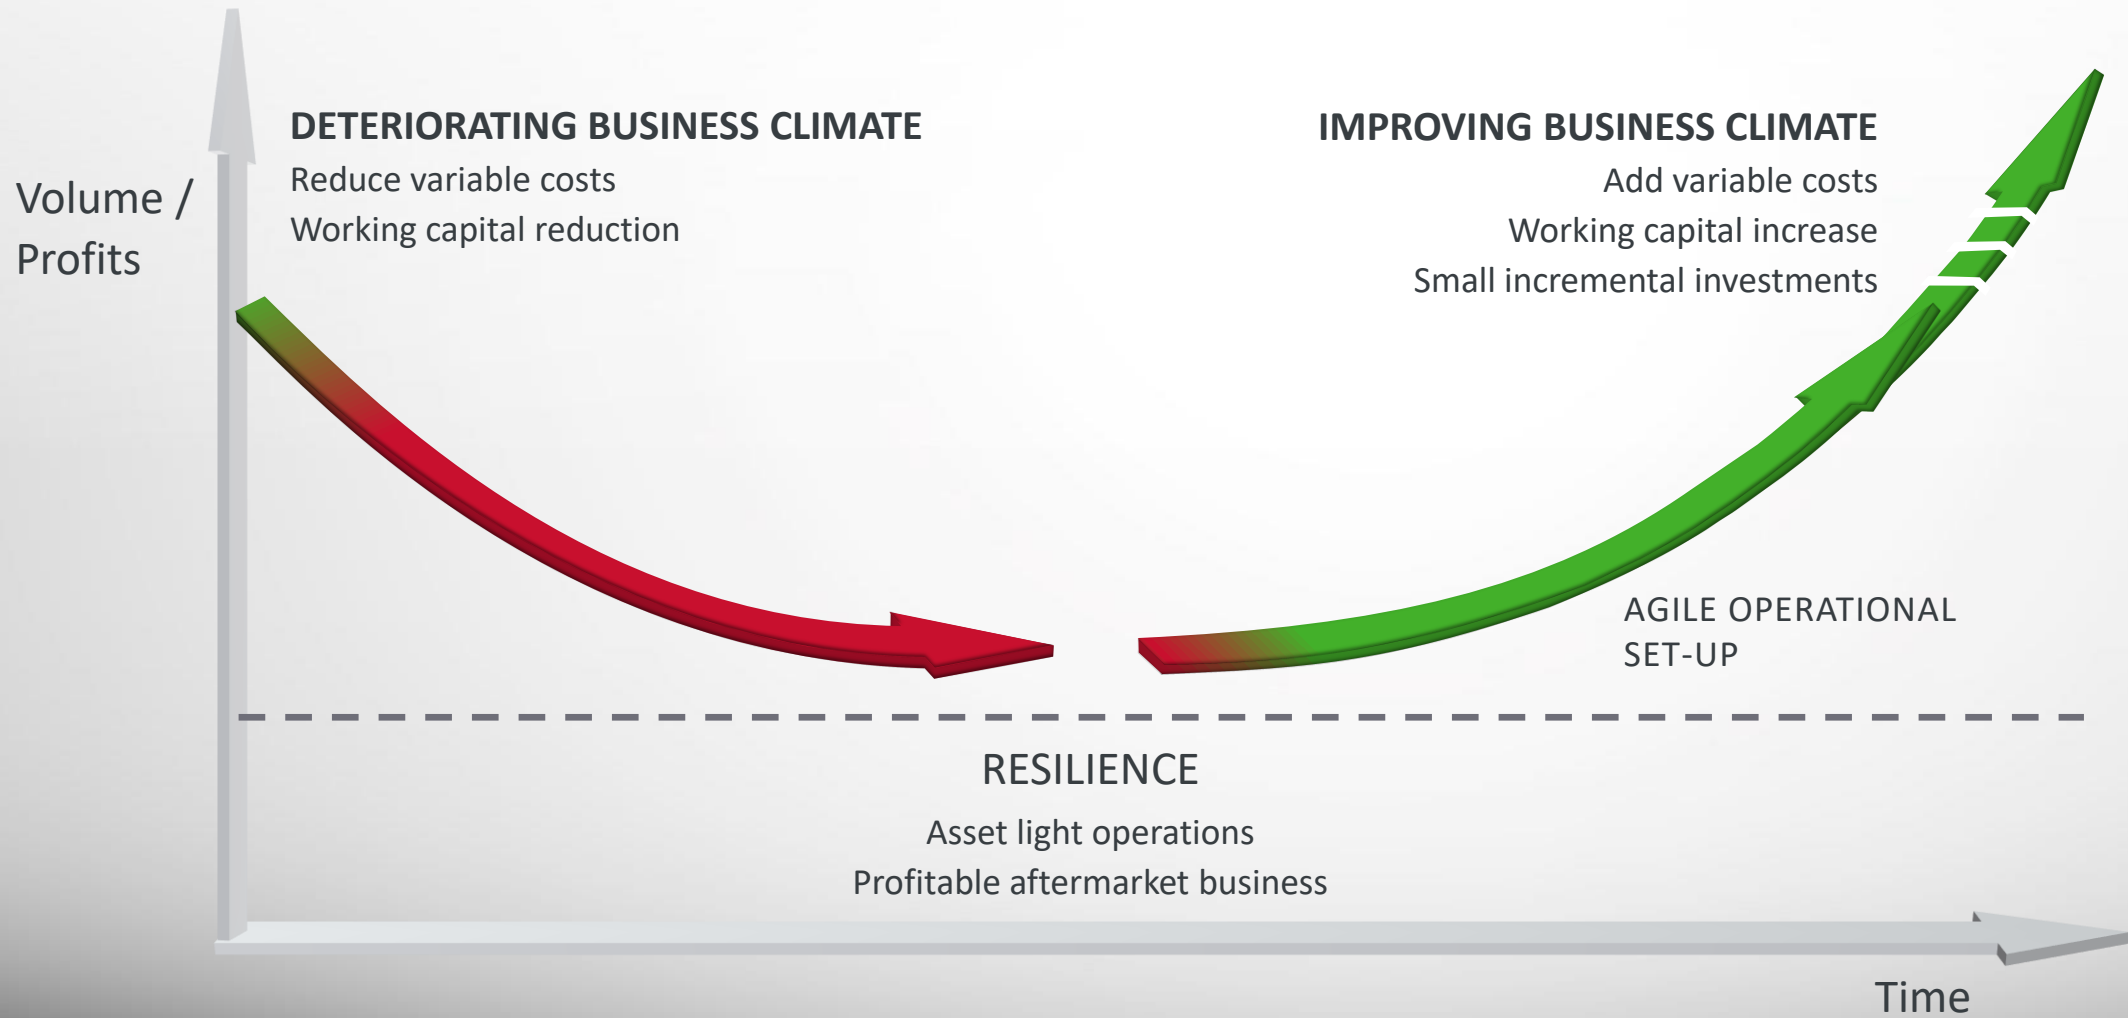 Volume /
Profits
DETERIORATING BUSINESS CLIMATE
Reduce variable costs
Working capital reduction
IMPROVING BUSINESS CLIMATE
Add variable costs
Working capital increase
Small incremental investments
AGILE OPERATIONAL
SET-UP
RESILIENCE
Asset light operations
Profitable aftermarket business
Time